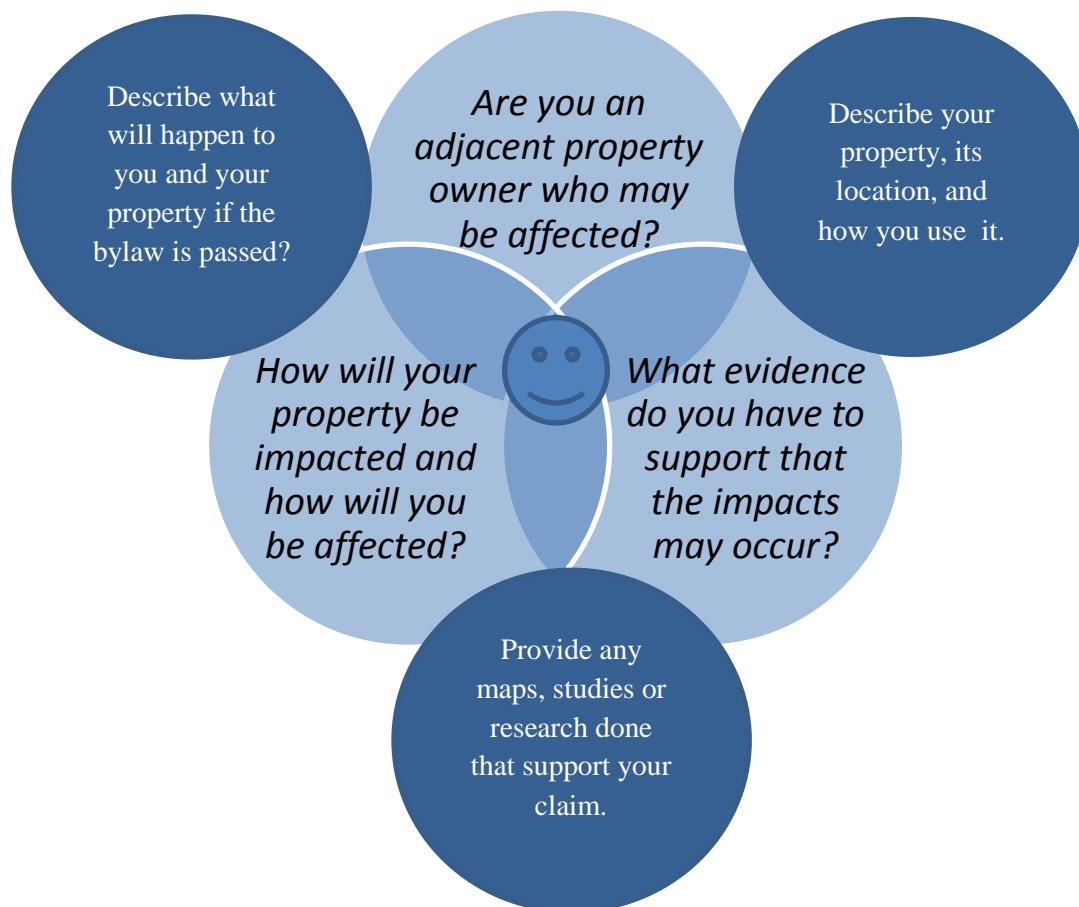 Describe what
will happen to
you and your
property if the
bylaw is passed?
Are you an
adjacent property
owner who may
be affected?
Describe your
property, its
location, and
how you use  it.
How will your
property be
impacted and
how will you
be affected?
What evidence
do you have to
support that
the impacts
may occur?
Provide any
maps, studies or
research done
that support your
claim.